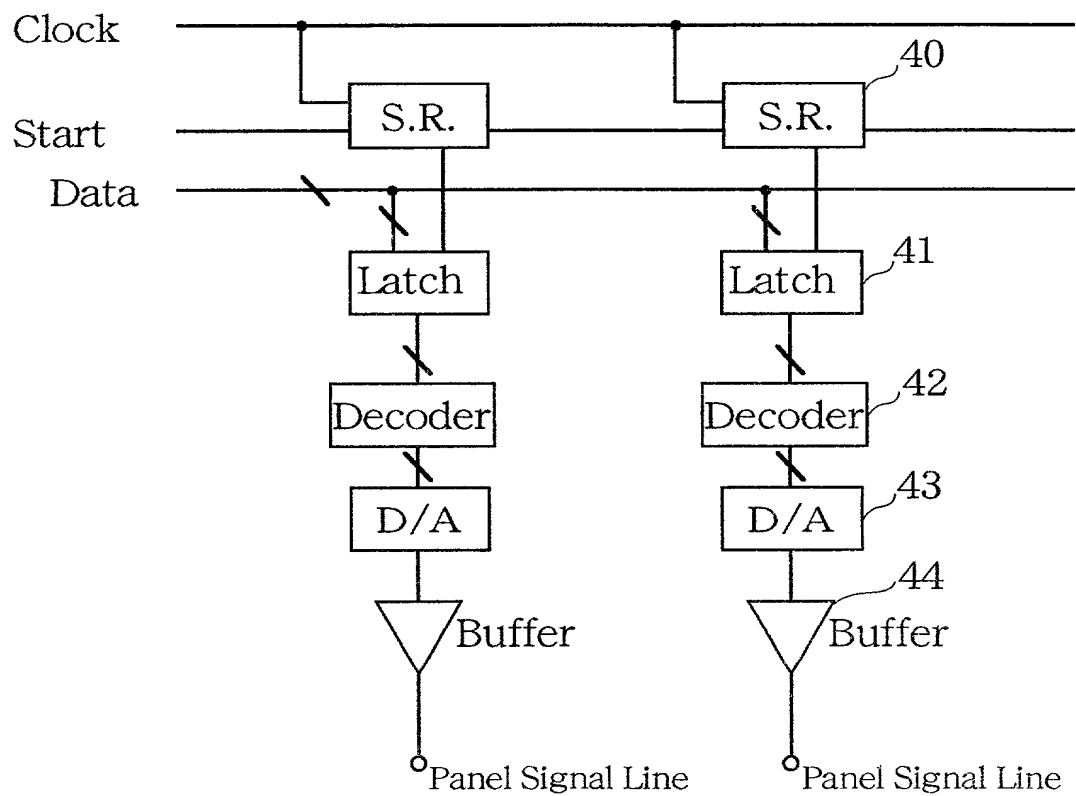 Clock
40
S.R. S.R.
Start
Data
41
Latch Latch
42
Decoder Decoder
43
D/A D/A
44
Buffer Buffer
Panel Signal Line Panel Signal Line